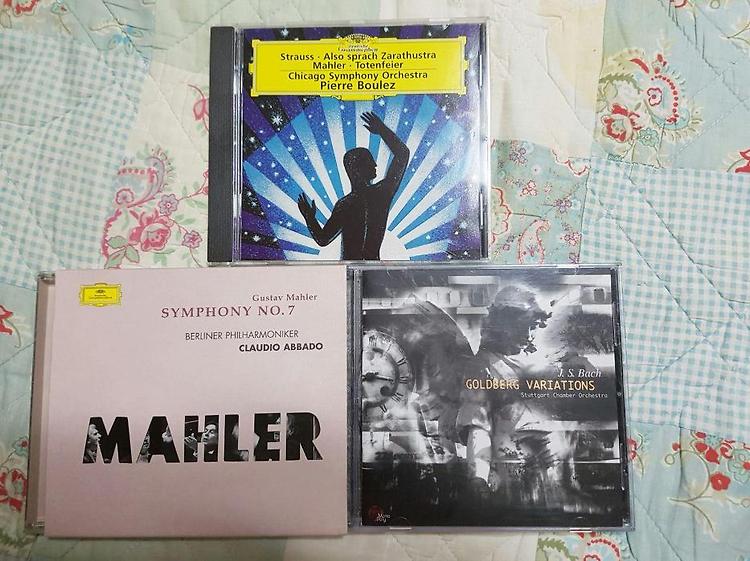 Strauss · Also sprach Zarathustra
Mahler · Totenfeier
Chicago Symphony Orchestra
Pierre Boulez
Gustav Mahler
SYMPHONY NO. 7
BERLINER PHILHARMONIKER
CLAUDIO ABBADO
MAHLER
J. S. Bach
GOLDBERG VARIATIONS
Stuttgart Chamber Orchestra